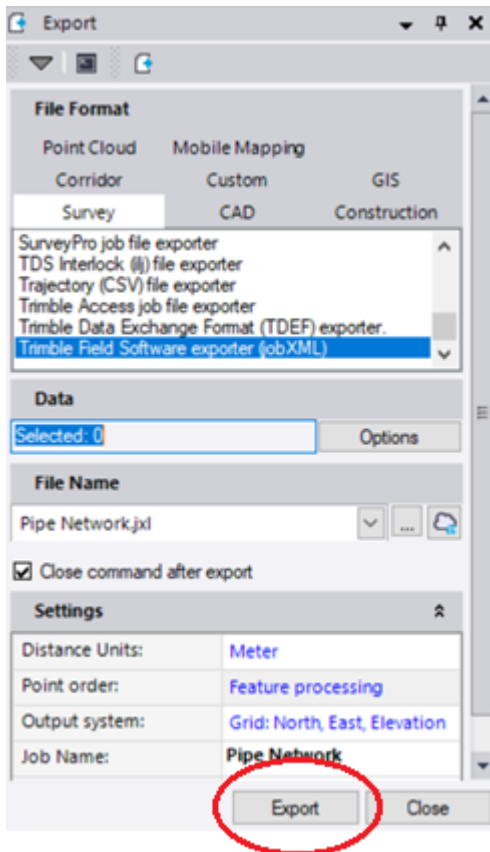 Export
File Format
Point Cloud Mobile Mapping
Corridor Custom GIS
Survey CAD Construction
SurveyPro job file exporter
TDS Interlock (ilj) file exporter
Trajectory (CSV) file exporter
Trimble Access job file exporter
Trimble Data Exchange Format (TDEF) exporter.
Trimble Field Software exporter (jobXML)
Data
Selected: 0 Options
File Name
Pipe Network.jxl ...
Close command after export
Settings
Distance Units: Meter
Point order: Feature processing
Output system: Grid: North, East, Elevation
Job Name: Pipe Network
Export Close